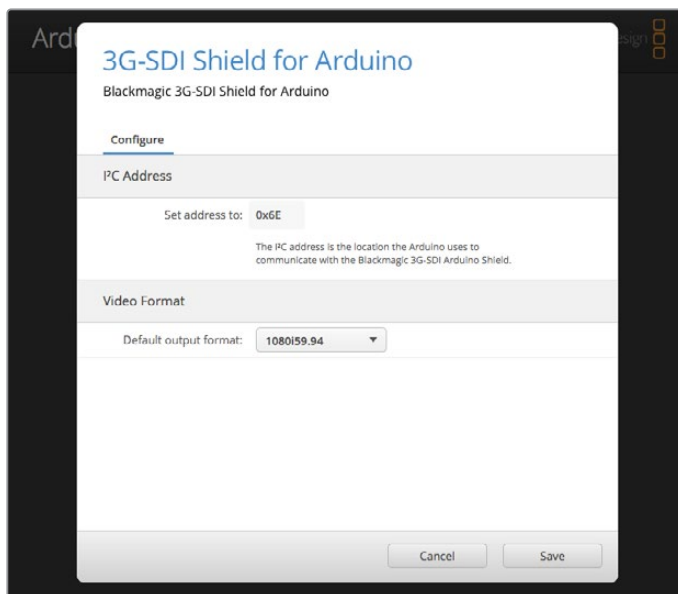 3G-SDI Shield for Arduino
Blackmagic 3G-SDI Shield for Arduino
Configure
I²C Address
Set address to: 0x6E
The I²C address is the location the Arduino uses to
communicate with the Blackmagic 3G-SDI Arduino Shield.
Video Format
Default output format: 1080i59.94
Cancel Save